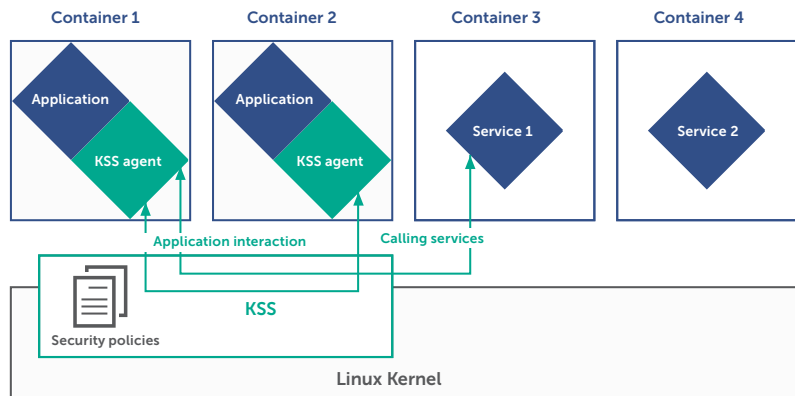 Container 1
Container 2
Container 3
Container 4
Application
Application
Service 1
Service 2
KSS agent
KSS agent
Application interaction
Calling services
KSS
Security policies
Linux Kernel